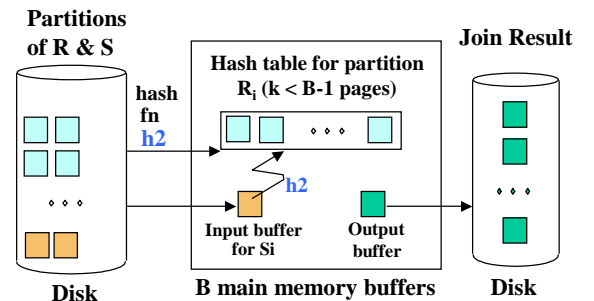 Partitions
of R & S
Join Result
Hash table for partition
Ri (k < B-1 pages)
hash
fn
h2
h2
Input buffer
for Si
Output
buffer
Disk
B main memory buffers
Disk